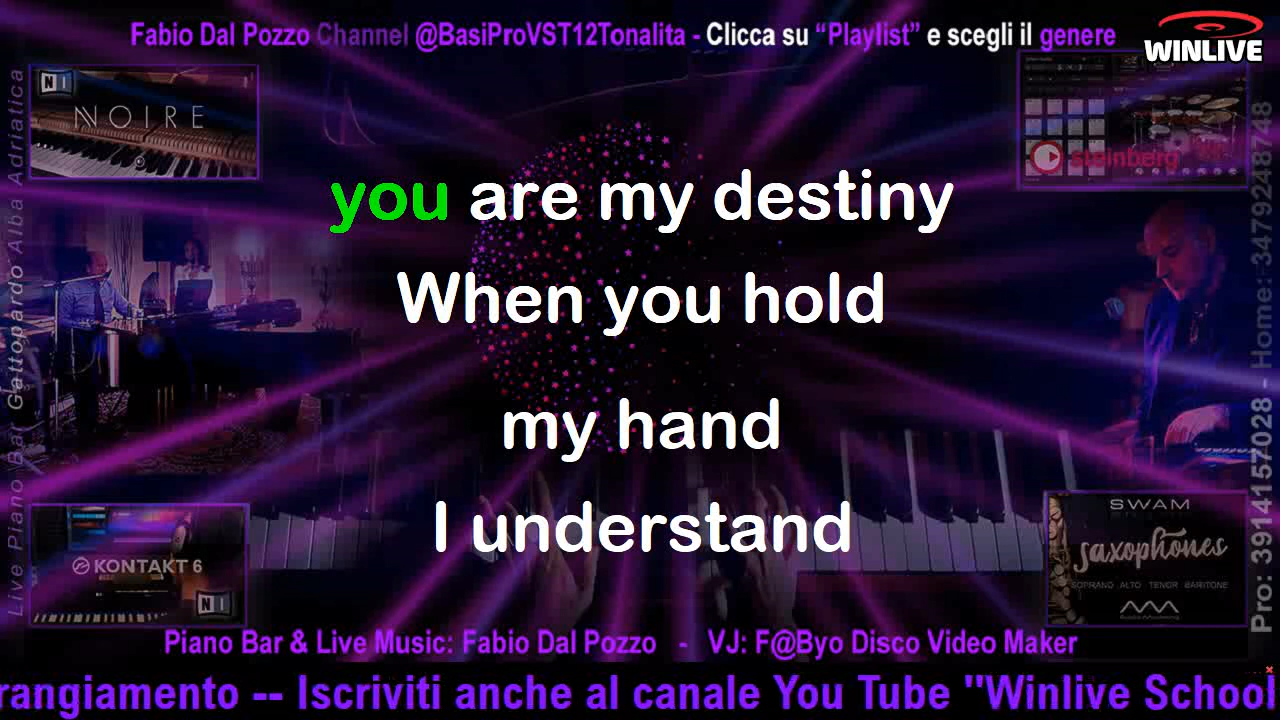 Fabio Dal Pozzo Channel @BasiProVST12Tonalita - Clicca su “Playlist” e scegli il genere
WINLIVE
NOIRE
steinberg
Live Piano Bar Gattopardo Alba Adriatica
you are my destiny
When you hold
my hand
I understand
KONTAKT 6
SWAM
saxophones
SOPRANO ALTO TENOR BARITONE
Pro: 3914157028 - Home: 3479248748
Piano Bar & Live Music: Fabio Dal Pozzo - VJ: F@Byo Disco Video Maker
rangiamento -- Iscriviti anche al canale You Tube "Winlive School